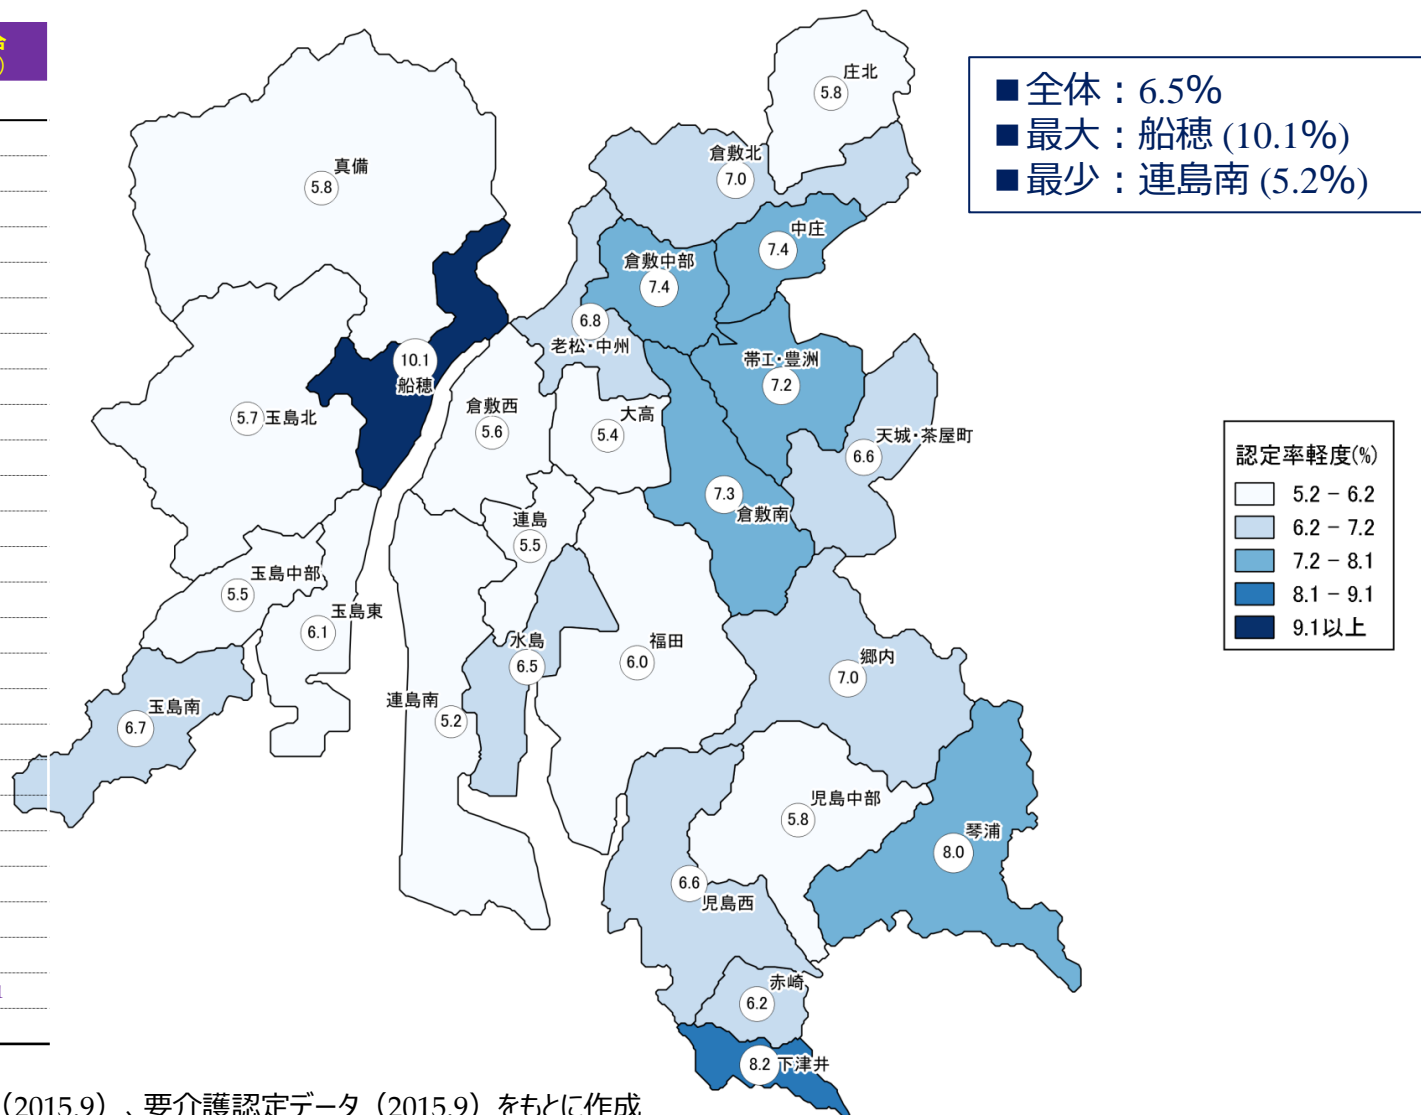 合
)
■全体：6.5%
■最大：船穂 (10.1%)
■最少：連島南 (5.2%)
庄北
5.8
真備
5.8
倉敷北
7.0
中庄
7.4
倉敷中部
7.4
6.8
老松・中州
帯江・豊洲
7.2
10.1
船穂
倉敷西
5.6
大高
5.4
5.7 玉島北
天城・茶屋町
6.6
7.3
倉敷南
連島
5.5
玉島中部
5.5
玉島東
6.1
水島
6.5
福田
6.0
郷内
7.0
連島南
5.2
玉島南
6.7
児島中部
5.8
琴浦
8.0
6.6
児島西
赤崎
6.2
8.2 下津井
認定率軽度(%)
5.2 - 6.2
6.2 - 7.2
7.2 - 8.1
8.1 - 9.1
9.1以上
（2015.9）、要介護認定データ（2015.9）をもとに作成